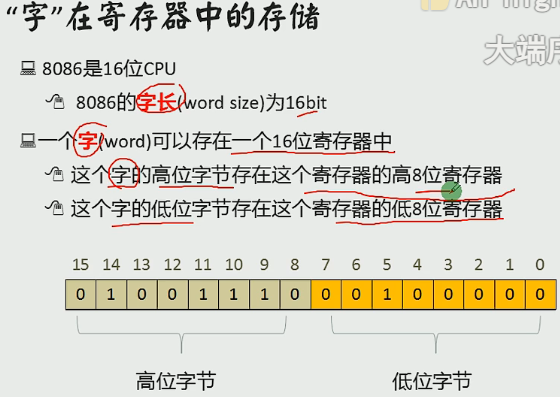 “字”在寄存器中的存储
大端序
8086是16位CPU
8086的字长(word size)为16bit
一个字(word)可以存在一个16位寄存器中
这个字的高位字节存在这个寄存器的高8位寄存器
这个字的低位字节存在这个寄存器的低8位寄存器
15 14 13 12 11 10 9 8 7 6 5 4 3 2 1 0
0 1 0 0 1 1 1 0 0 0 1 0 0 0 0 0
高位字节 低位字节